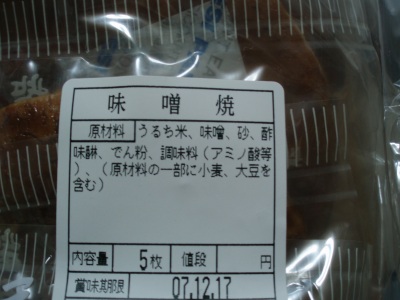 味噌焼
原材料 うるち米、味噌、砂、酢
味醂、でん粉、調味料(アミノ酸等
)、(原材料の一部に小麦、大豆を
含む)
内容量 5枚 値段 円
賞味期限 07.12.17